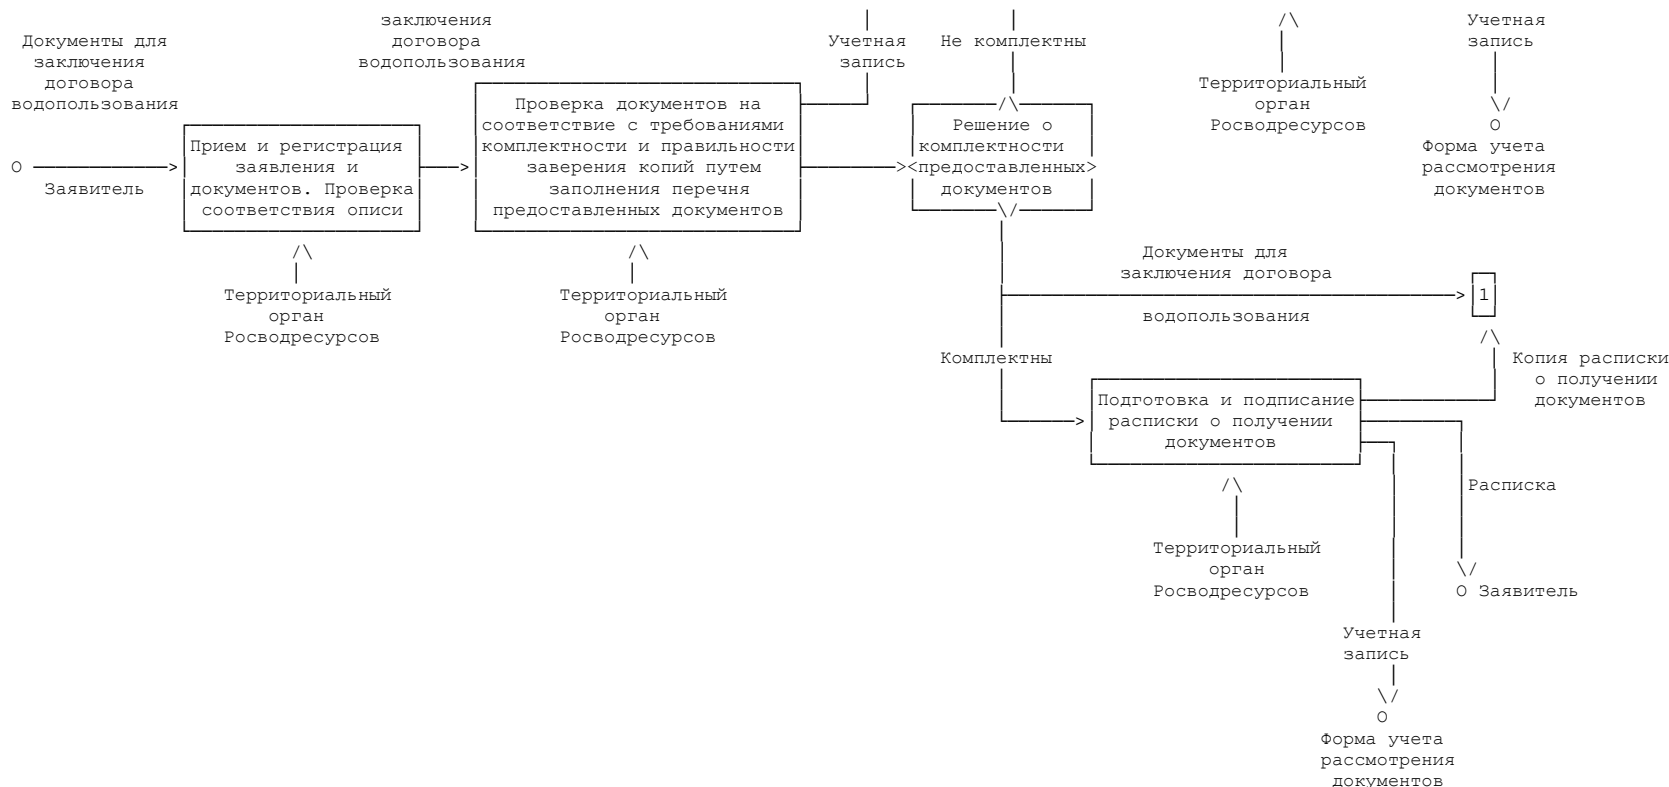 заключения
договора
водопользования
Документы для
заключения
договора
водопользования
О
Заявитель
Прием и регистрация
заявления и
документов. Проверка
соответствия описи
Территориальный
орган
Росводресурсов
Проверка документов на
соответствие с требованиями
комплектности и правильности
заверения копий путем
заполнения перечня
предоставленных документов
Территориальный
орган
Росводресурсов
Учетная
запись
Не комплектны
Решение о
комплектности
предоставленных
документов
Территориальный
орган
Росводресурсов
Учетная
запись
О
Форма учета
рассмотрения
документов
Документы для
заключения договора
водопользования
1
Комплектны
Копия расписки
о получении
документов
Подготовка и подписание
расписки о получении
документов
Территориальный
орган
Росводресурсов
Расписка
О Заявитель
Учетная
запись
О
Форма учета
рассмотрения
документов